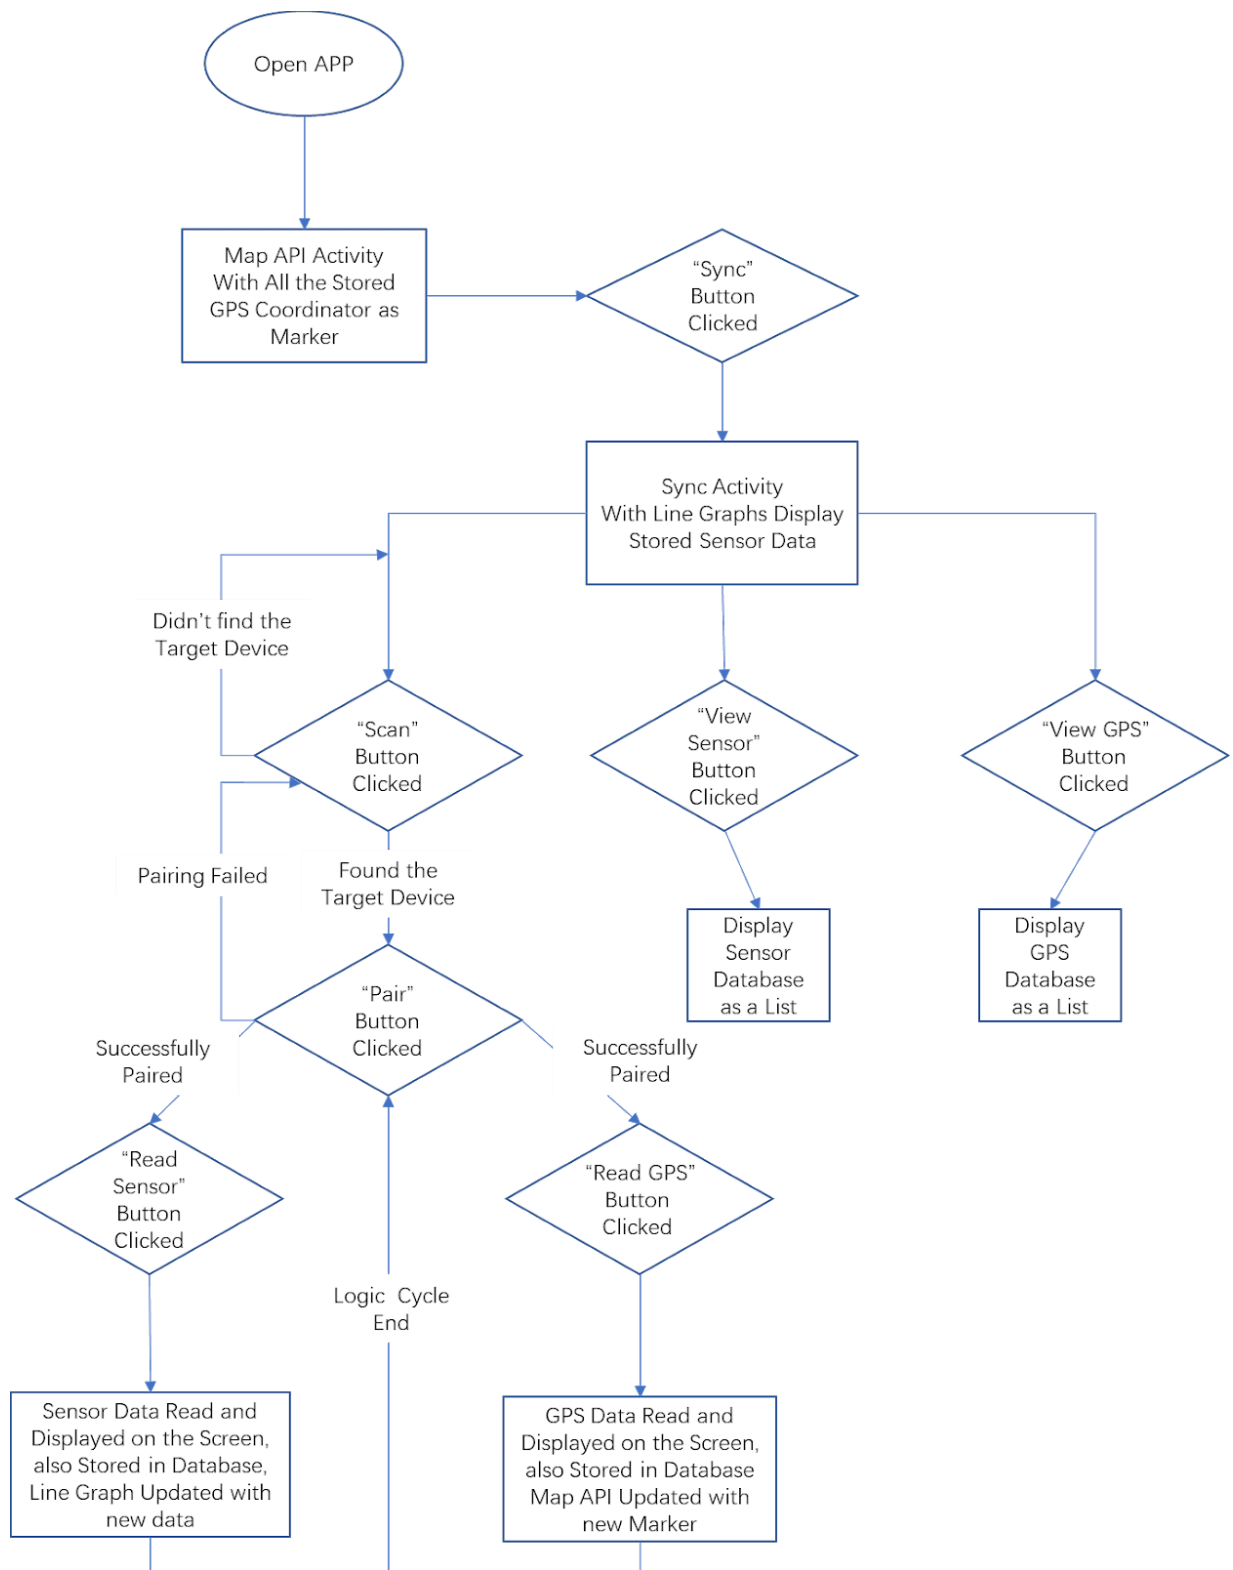 Open APP
Map API Activity
With All the Stored
GPS Coordinator as
Marker
“Sync”
Button
Clicked
Sync Activity
With Line Graphs Display
Stored Sensor Data
Didn’t find the
Target Device
“Scan”
Button
Clicked
“View
Sensor”
Button
Clicked
“View GPS”
Button
Clicked
Pairing Failed
Found the
Target Device
Display
Sensor
Database
as a List
Display
GPS
Database
as a List
“Pair”
Button
Clicked
Successfully
Paired
Successfully
Paired
“Read
Sensor”
Button
Clicked
“Read GPS”
Button
Clicked
Logic Cycle
End
Sensor Data Read and
Displayed on the Screen,
also Stored in Database,
Line Graph Updated with
new data
GPS Data Read and
Displayed on the Screen,
also Stored in Database
Map API Updated with
new Marker